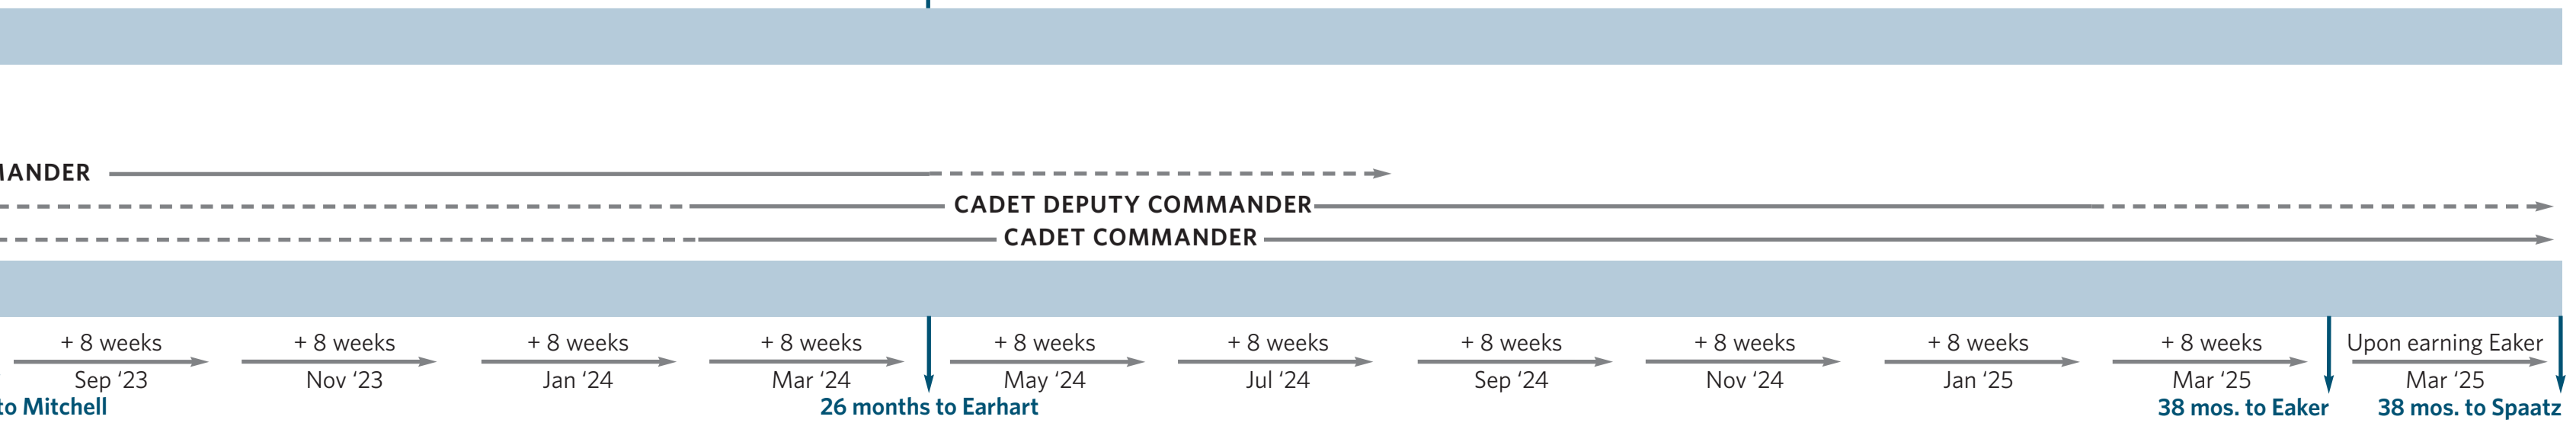 MANDER
CADET DEPUTY COMMANDER
CADET COMMANDER
+ 8 weeks + 8 weeks + 8 weeks + 8 weeks + 8 weeks + 8 weeks + 8 weeks + 8 weeks + 8 weeks + 8 weeks Upon earning Eaker
Sep ‘23 Nov ‘23 Jan ‘24 Mar ‘24 May ‘24 Jul ‘24 Sep ‘24 Nov ‘24 Jan ‘25 Mar ‘25 Mar ‘25
to Mitchell 26 months to Earhart 38 mos. to Eaker 38 mos. to Spaatz